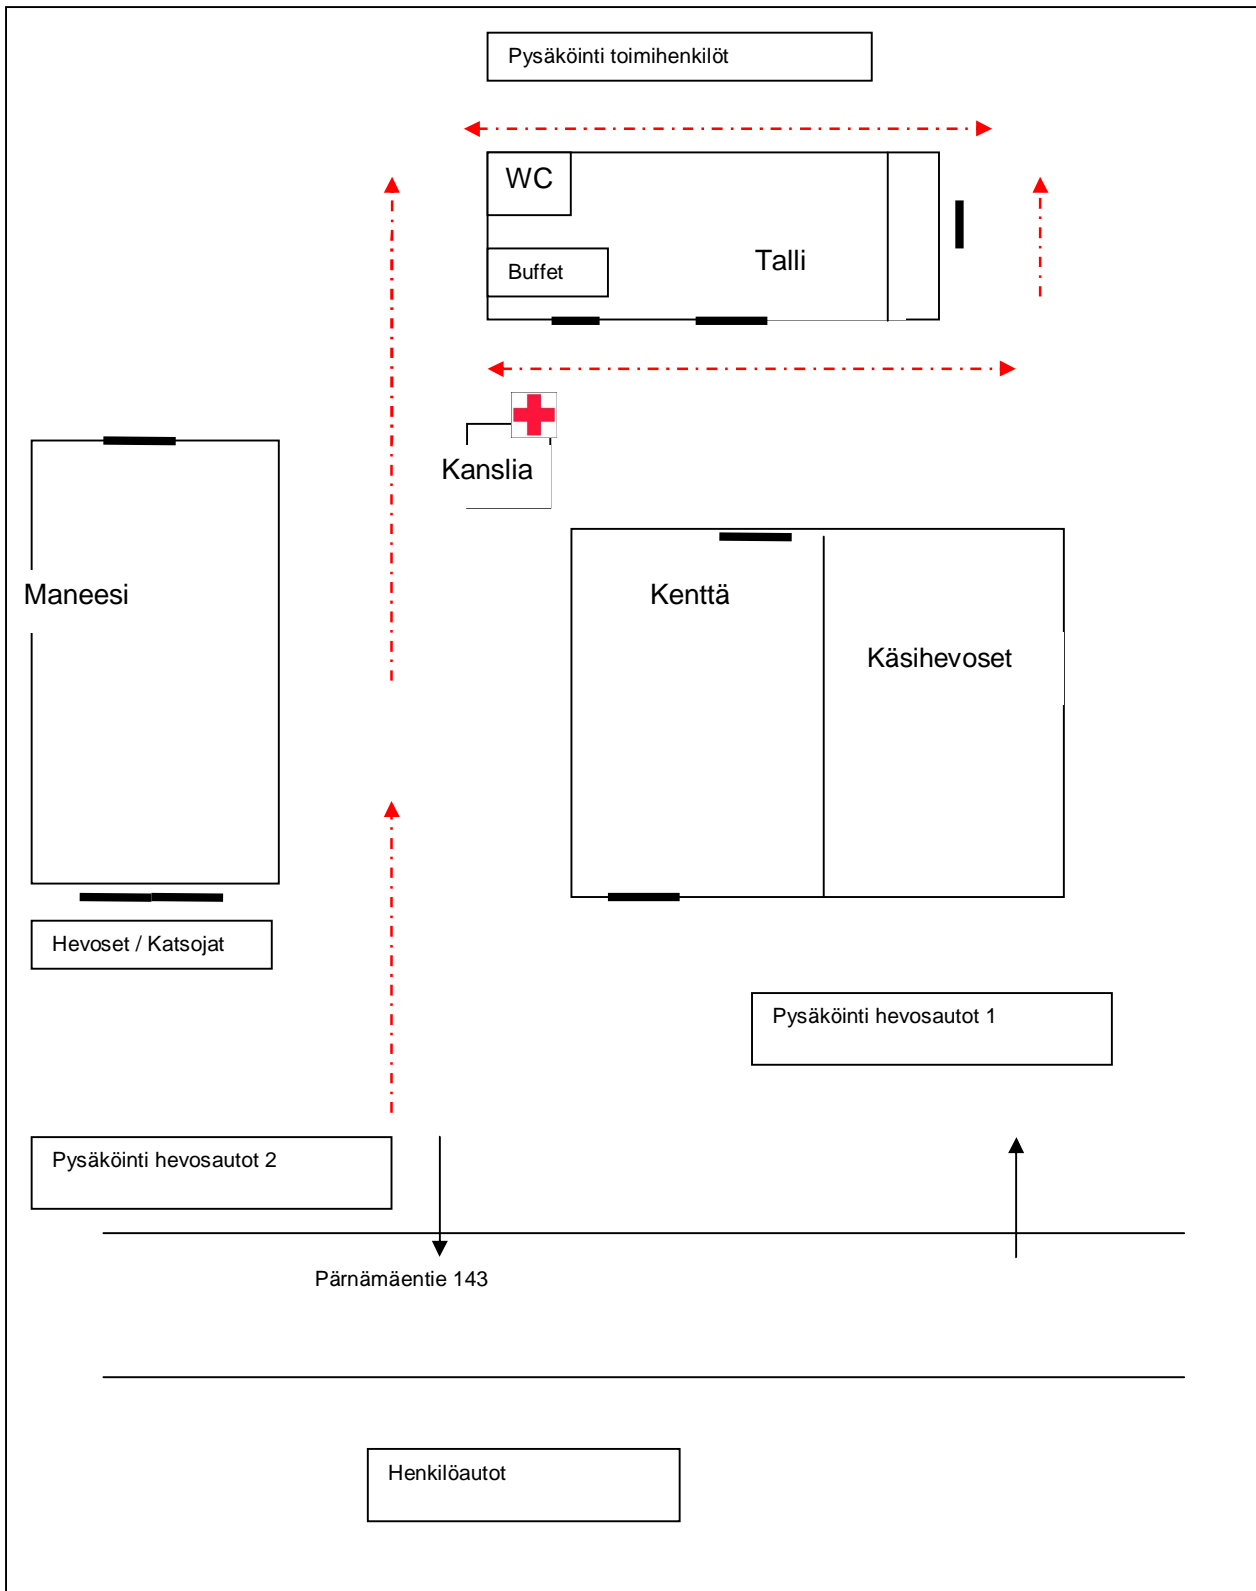 Pysäköinti toimihenkilöt
WC
Buffet
Talli
Kanslia
Maneesi
Kenttä
Käsihevoset
Hevoset / Katsojat
Pysäköinti hevosautot 1
Pysäköinti hevosautot 2
Pärnämäentie 143
Henkilöautot